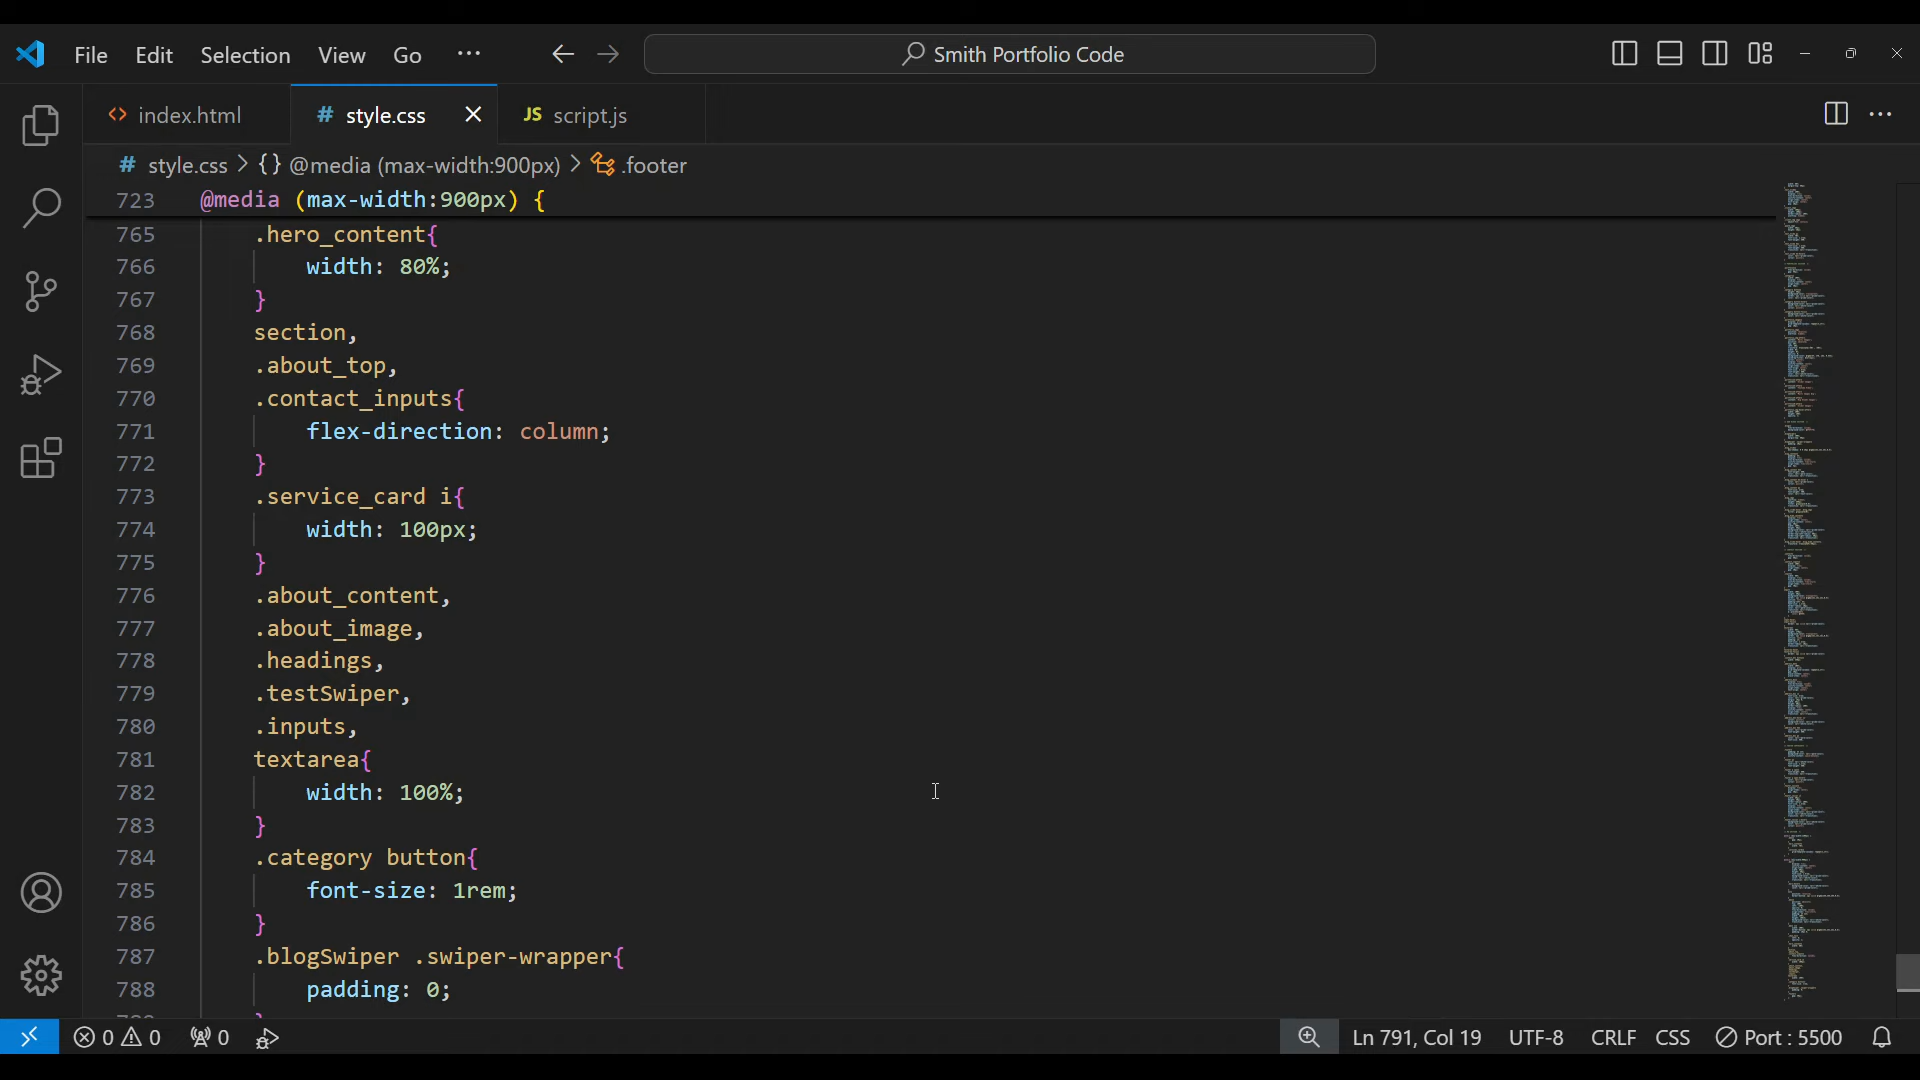 File Edit Selection View Go ··· Smith Portfolio Code
index.html # style.css JS script.js
# style.css > {} @media (max-width:900px) > .footer
723 @media (max-width:900px) {
765 .hero_content{
766 width: 80%;
767 }
768 section,
769 .about_top,
770 .contact_inputs{
771 flex-direction: column;
772 }
773 .service_card i{
774 width: 100px;
775 }
776 .about_content,
777 .about_image,
778 .headings,
779 .testSwiper,
780 .inputs,
781 textarea{
782 width: 100%;
783 }
784 .category button{
785 font-size: 1rem;
786 }
787 .blogSwiper .swiper-wrapper{
788 padding: 0;
0 0 0 Ln 791, Col 19 UTF-8 CRLF CSS Port : 5500